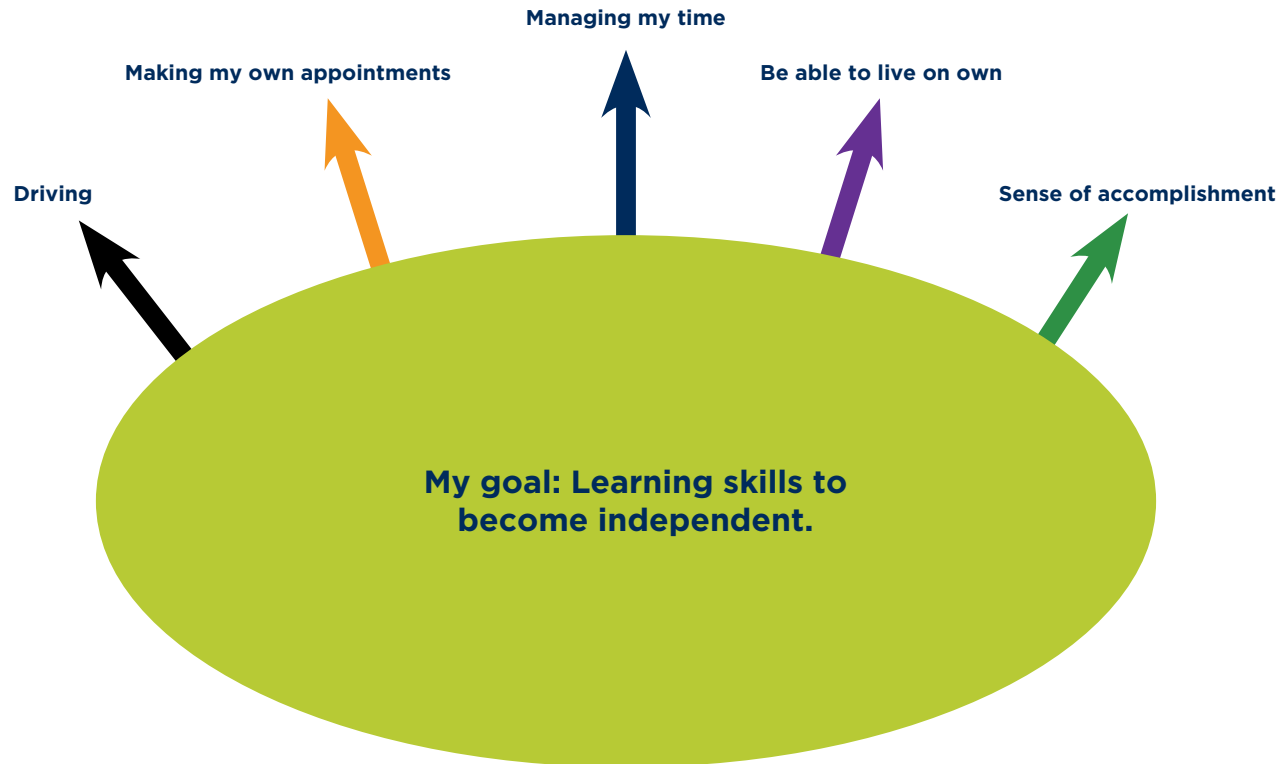 Managing my time
Making my own appointments
Be able to live on own
Driving
Sense of accomplishment
My goal: Learning skills to
become independent.